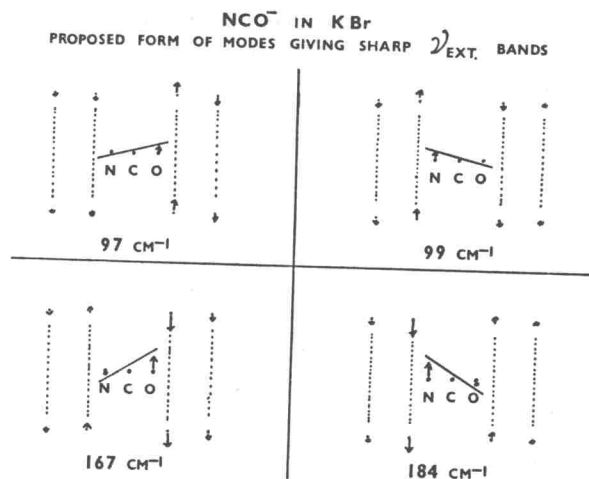 NCO⁻ IN KBr
PROPOSED FORM OF MODES GIVING SHARP 𝜈EXT. BANDS
N C O
97 CM⁻¹
N C O
99 CM⁻¹
N C O
167 CM⁻¹
N C O
184 CM⁻¹